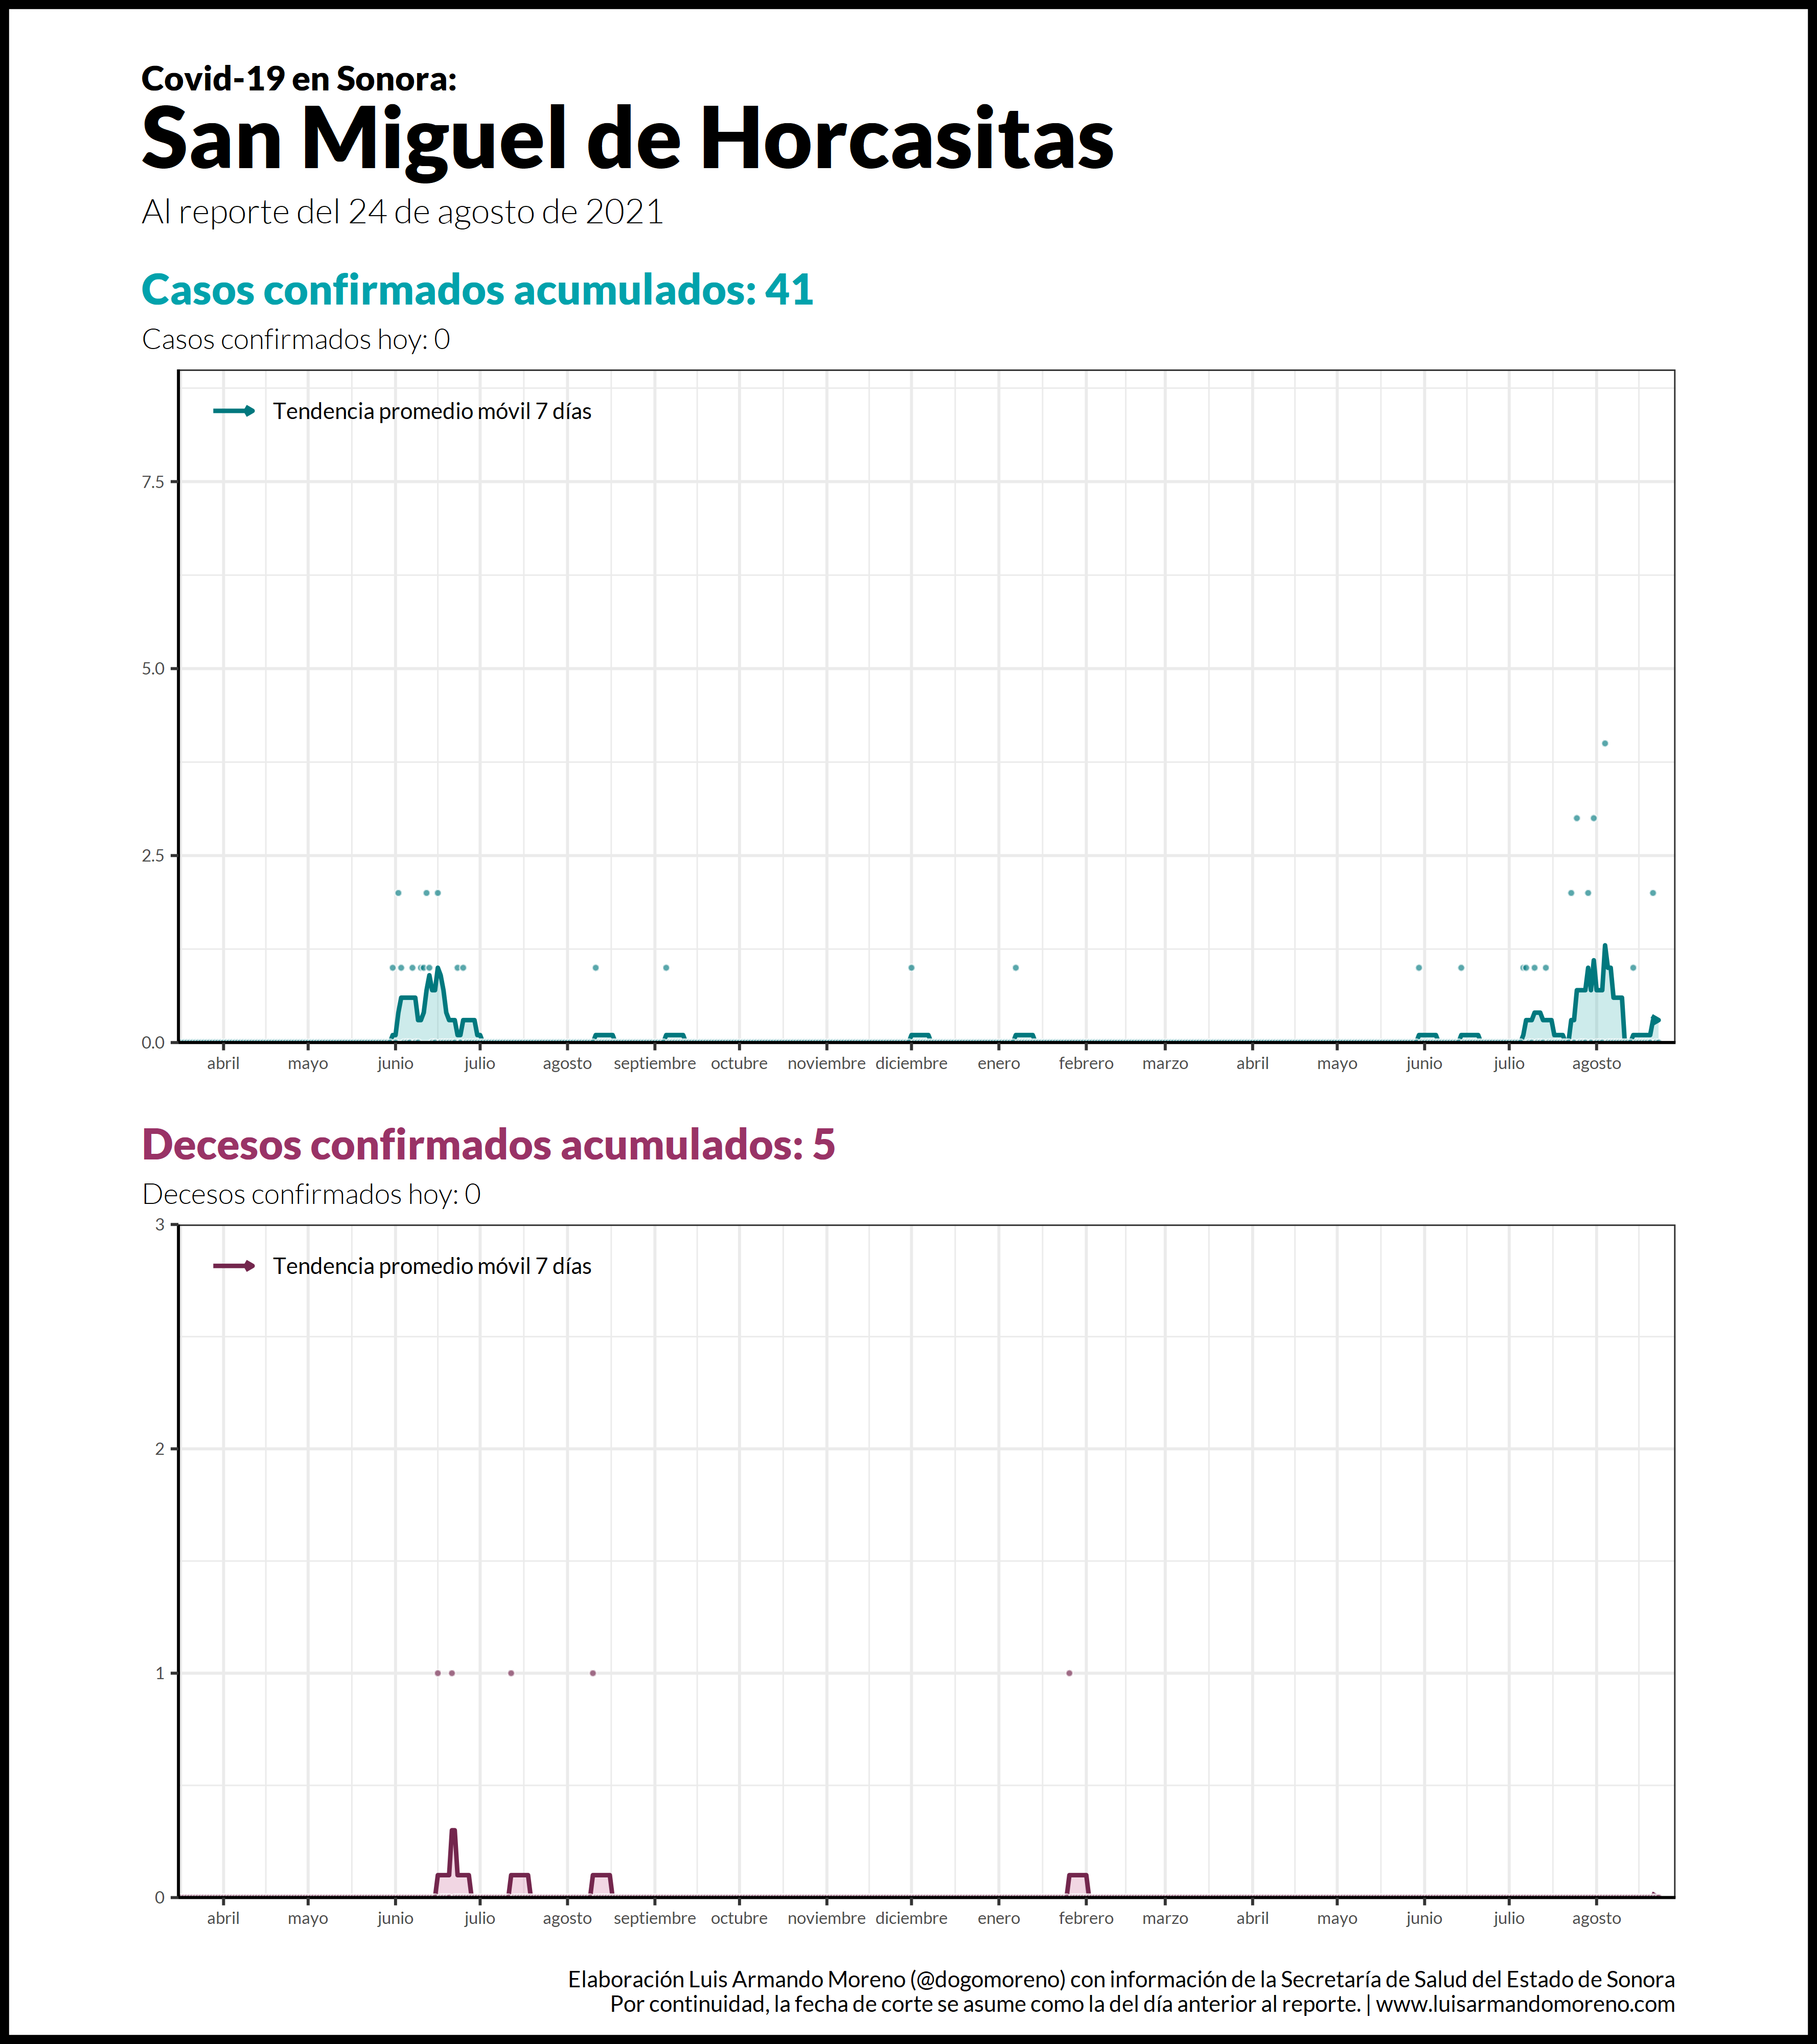 Covid-19 en Sonora:
San Miguel de Horcasitas
Al reporte del 24 de agosto de 2021
Casos confirmados acumulados: 41
Casos confirmados hoy: 0
Tendencia promedio móvil 7 días
7.5
5.0
2.5
0.0
abril mayo junio julio agosto septiembre octubre noviembre diciembre enero febrero marzo abril mayo junio julio agosto
Decesos confirmados acumulados: 5
Decesos confirmados hoy: 0
3
Tendencia promedio móvil 7 días
2
1
0
abril mayo junio julio agosto septiembre octubre noviembre diciembre enero febrero marzo abril mayo junio julio agosto
Elaboración Luis Armando Moreno (@dogomoreno) con información de la Secretaría de Salud del Estado de Sonora
Por continuidad, la fecha de corte se asume como la del día anterior al reporte. | www.luisarmandomoreno.com